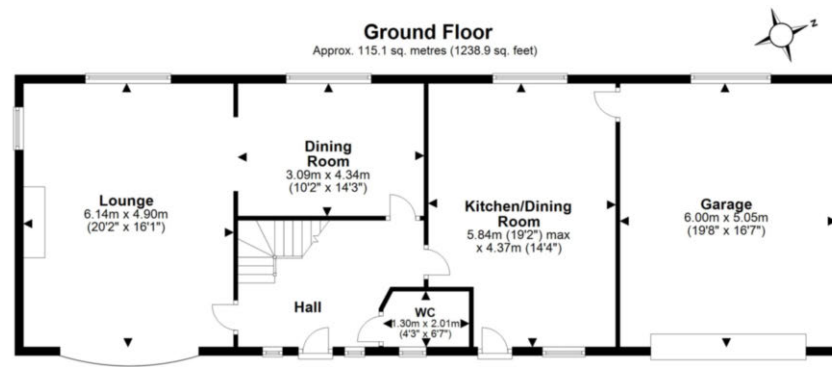 Ground Floor
Approx. 115.1 sq. metres (1238.9 sq. feet)
Z
Dining
Room
3.09m x 4.34m
(10'2" x 14'3")
Lounge
6.14m x 4.90m
(20'2" x 16'1")
Kitchen/Dining
Room
5.84m (19'2") max
x 4.37m (14'4")
Garage
6.00m x 5.05m
(19'8" x 16'7")
Hall
WC
1.30m x 2.01m
(4'3" x 6'7")